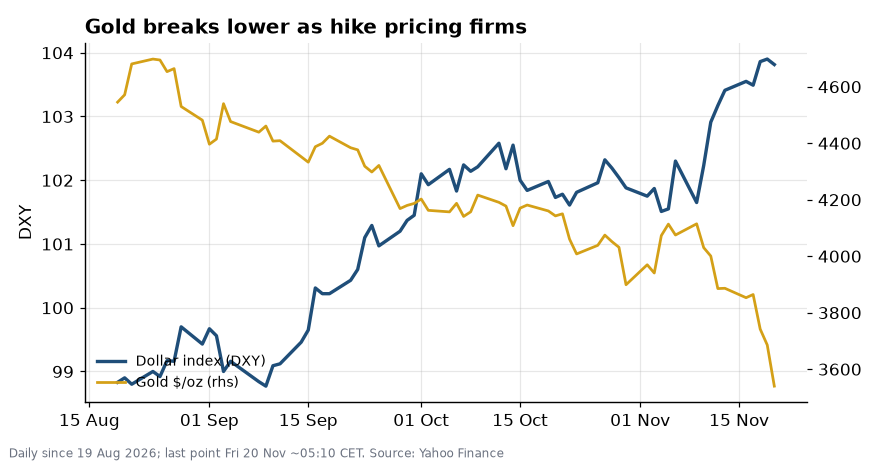 Gold breaks lower as hike pricing firms
104
103
102
101
100
99
DXY
4600
4400
4200
4000
3800
3600
Dollar index (DXY)
Gold $/oz (rhs)
15 Aug 01 Sep 15 Sep 01 Oct 15 Oct 01 Nov 15 Nov
Daily since 19 Aug 2026; last point Fri 20 Nov ~05:10 CET. Source: Yahoo Finance